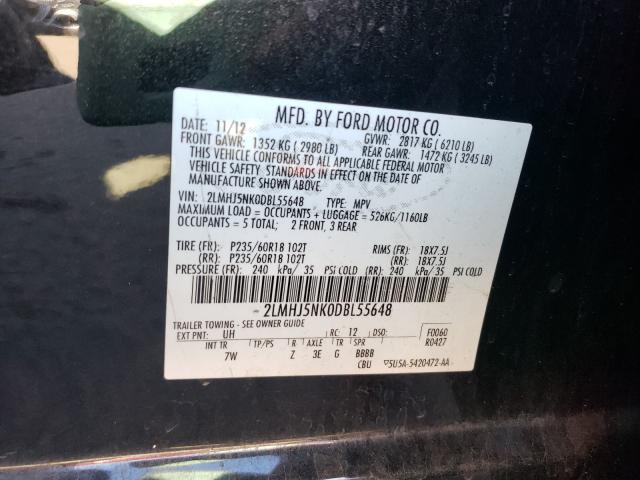 MFD. BY FORD MOTOR CO.
DATE: 11/12 GVWR: 2817 KG ( 6210 LB)
FRONT GAWR: 1352 KG ( 2980 LB) REAR GAWR: 1472 KG ( 3245 LB)
THIS VEHICLE CONFORMS TO ALL APPLICABLE FEDERAL MOTOR
VEHICLE SAFETY STANDARDS IN EFFECT ON THE DATE OF
MANUFACTURE SHOWN ABOVE.
VIN: 2LMHJ5NK0DBL55648 TYPE: MPV
MAXIMUM LOAD = OCCUPANTS + LUGGAGE = 526KG/1160LB
OCCUPANTS = 5 TOTAL; 2 FRONT, 3 REAR
TIRE (FR): P235/60R18 102T RIMS (FR): 18X7.5J
(RR): P235/60R18 102T (RR): 18X7.5J
PRESSURE (FR): 240 kPa/ 35 PSI COLD (RR): 240 kPa/ 35 PSI COLD
2LMHJ5NK0DBL55648
TRAILER TOWING - SEE OWNER GUIDE
EXT PNT: UH RC: 12 DSO: F0060
R0427
INT TR TP/PS R AXLE TR SPR
7W Z 3E G BBBB
CBU 5U5A-5420472-AA